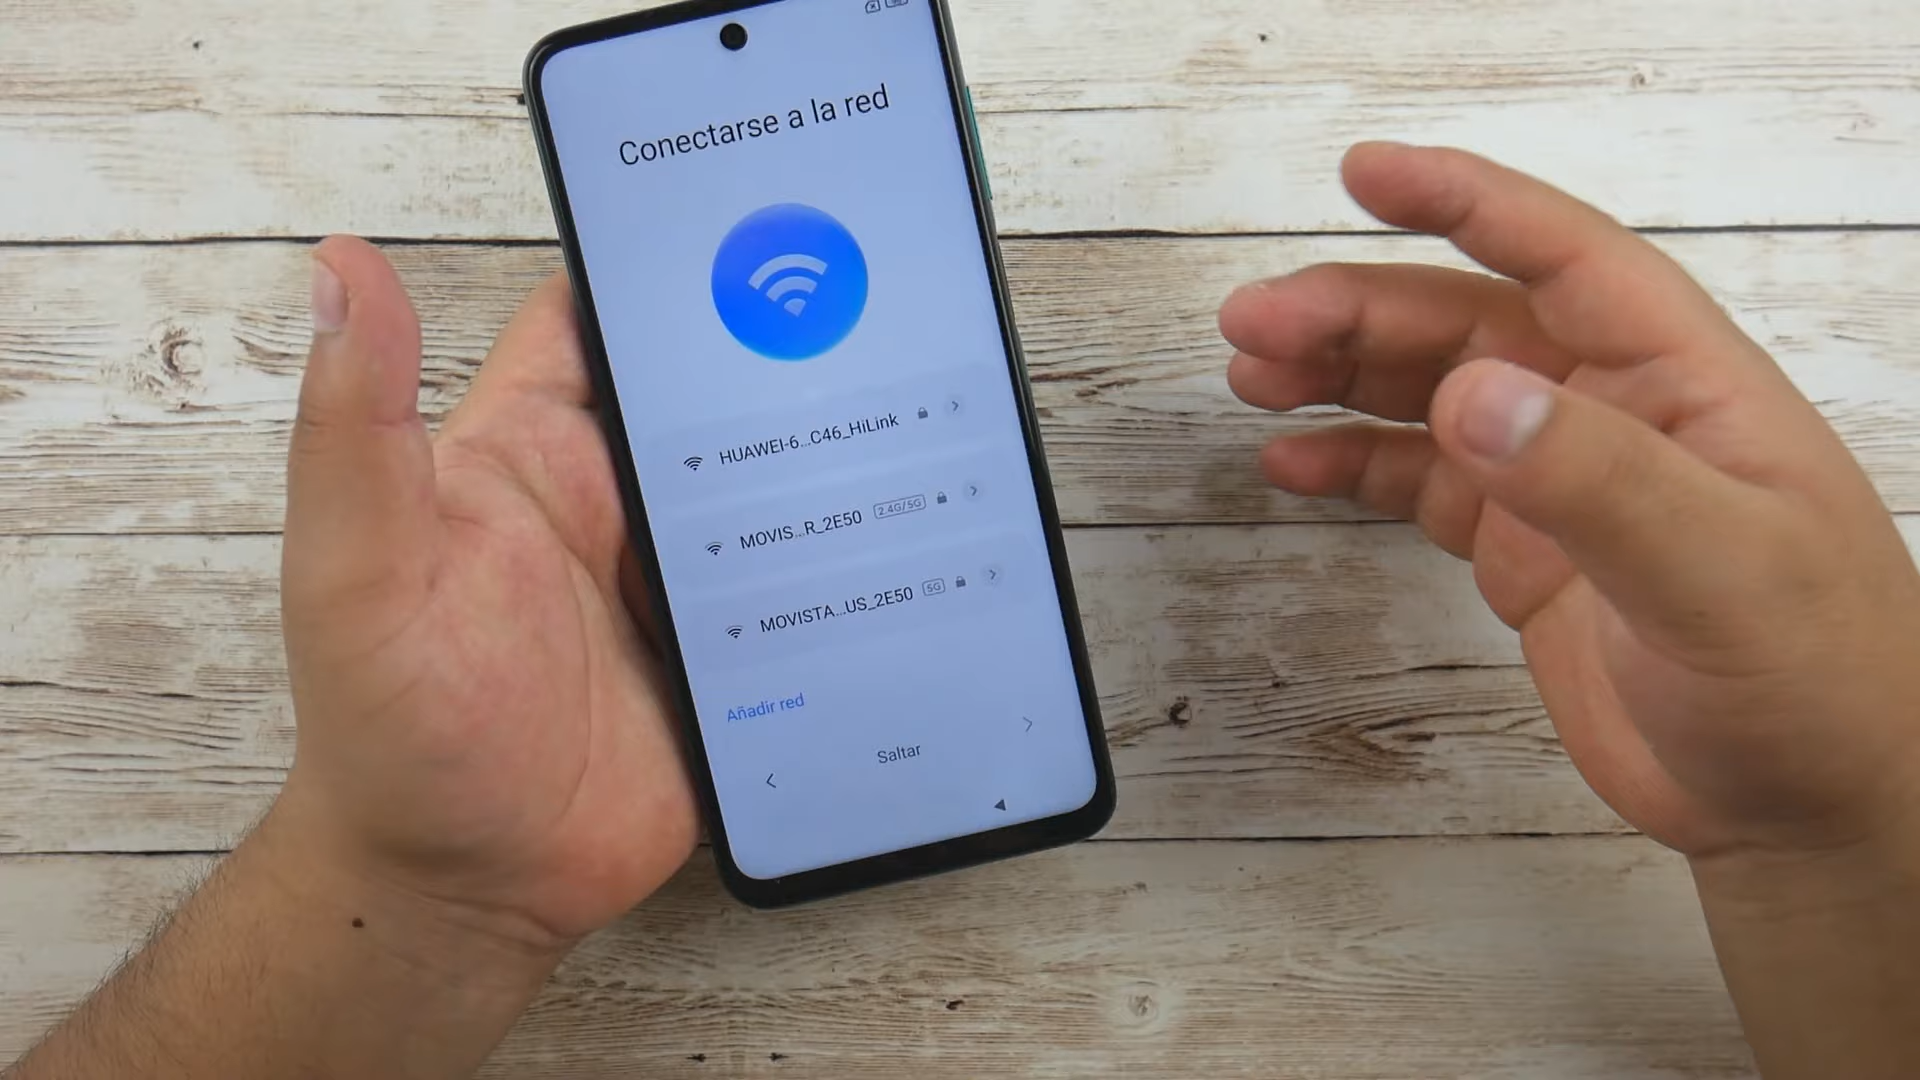 Conectarse a la red
HUAWEI-6...C46_HiLink
MOVIS...R_2E50 2.4G/5G
MOVISTA...US_2E50 5G
Añadir red
Saltar